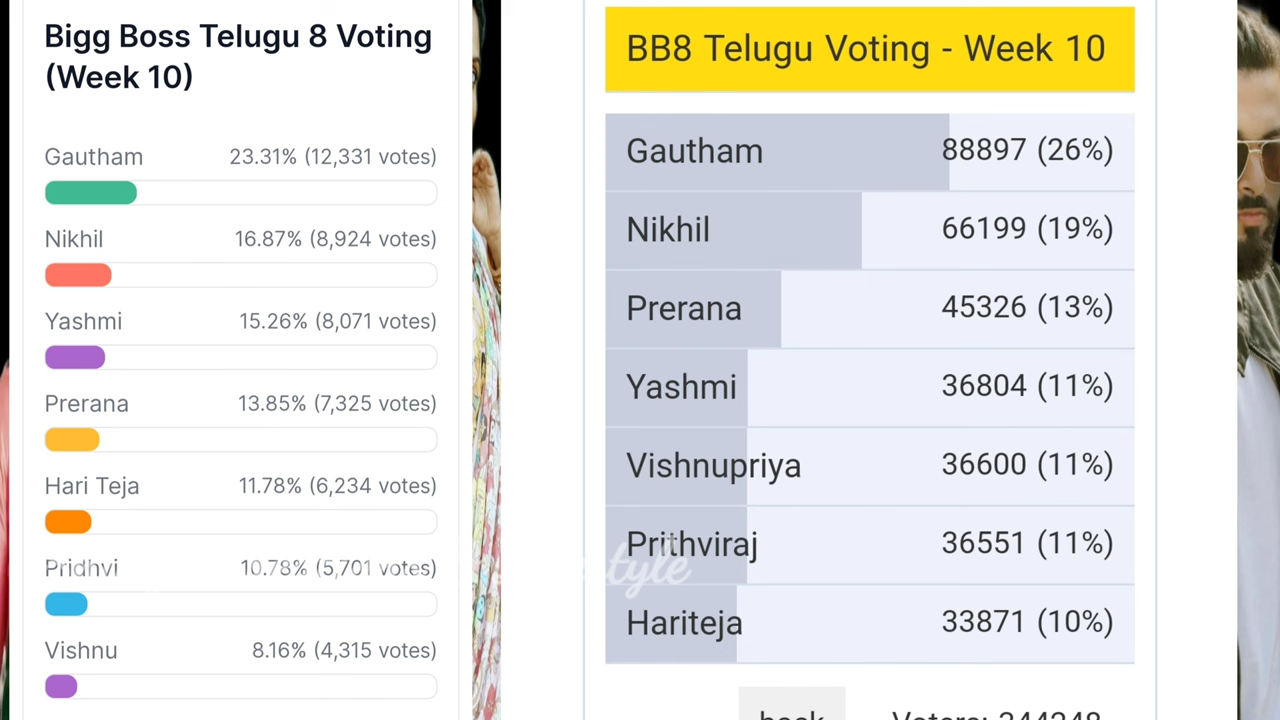 Bigg Boss Telugu 8 Voting
(Week 10)
Gautham 23.31% (12,331 votes)
Nikhil 16.87% (8,924 votes)
Yashmi 15.26% (8,071 votes)
Prerana 13.85% (7,325 votes)
Hari Teja 11.78% (6,234 votes)
Pridhvi 10.78% (5,701 votes)
Vishnu 8.16% (4,315 votes)
BB8 Telugu Voting - Week 10
Gautham 88897 (26%)
Nikhil 66199 (19%)
Prerana 45326 (13%)
Yashmi 36804 (11%)
Vishnupriya 36600 (11%)
Prithviraj 36551 (11%)
Hariteja 33871 (10%)
style
back Voters: 344248